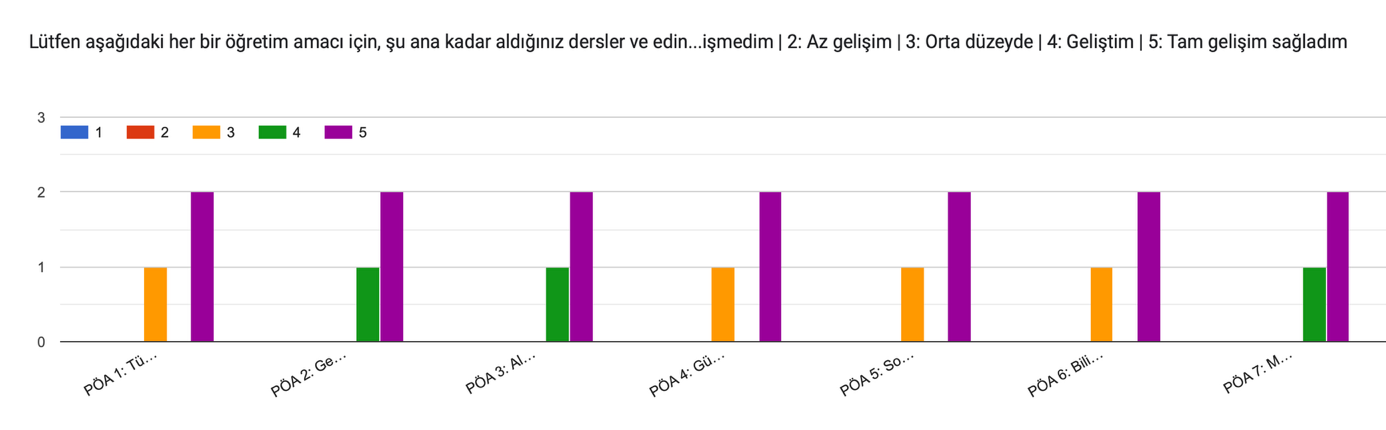 Lütfen aşağıdaki her bir öğretim amacı için, şu ana kadar aldığınız dersler ve edin...işmedim | 2: Az gelişim | 3: Orta düzeyde | 4: Geliştim | 5: Tam gelişim sağladım
3
1 2 3 4 5
2
1
0
PÖA 1: Tü...
PÖA 2: Ge...
PÖA 3: Al...
PÖA 4: Gü...
PÖA 5: So...
PÖA 6: Bili...
PÖA 7: M...